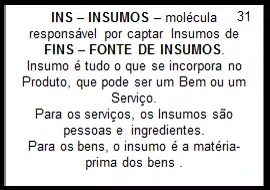 INS – INSUMOS – molécula 31
responsável por captar Insumos de
FINS – FONTE DE INSUMOS.
Insumo é tudo o que se incorpora no
Produto, que pode ser um Bem ou um
Serviço.
Para os serviços, os Insumos são
pessoas e ingredientes.
Para os bens, o insumo é a matéria-
prima dos bens .